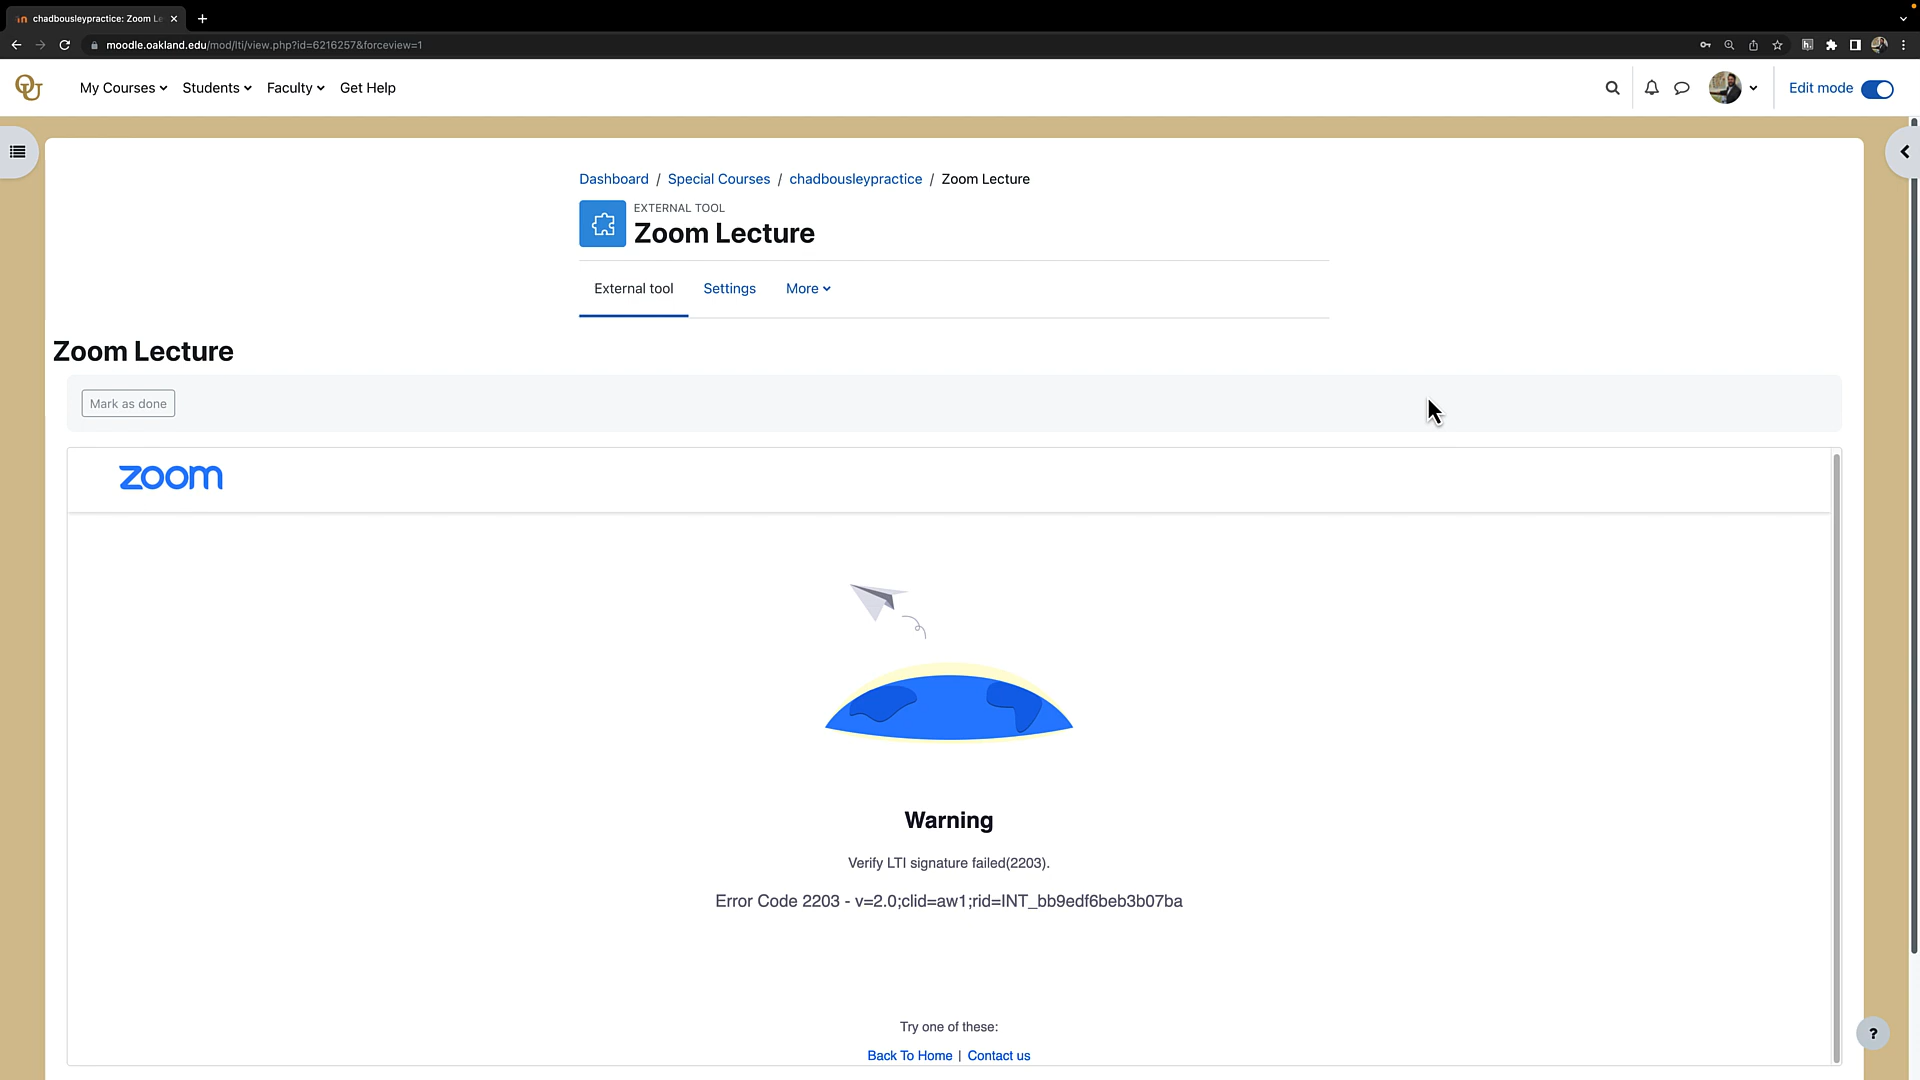 chadbousleypractice: Zoom Le
moodle.oakland.edu/mod/lti/view.php?id=6216257&forceview=1
OU
My Courses
Students
Faculty
Get Help
Edit mode
Dashboard / Special Courses / chadbousleypractice / Zoom Lecture
EXTERNAL TOOL
Zoom Lecture
External tool
Settings
More
Zoom Lecture
Mark as done
zoom
Warning
Verify LTI signature failed(2203).
Error Code 2203 - v=2.0;clid=aw1;rid=INT_bb9edf6beb3b07ba
Try one of these:
Back To Home | Contact us
?